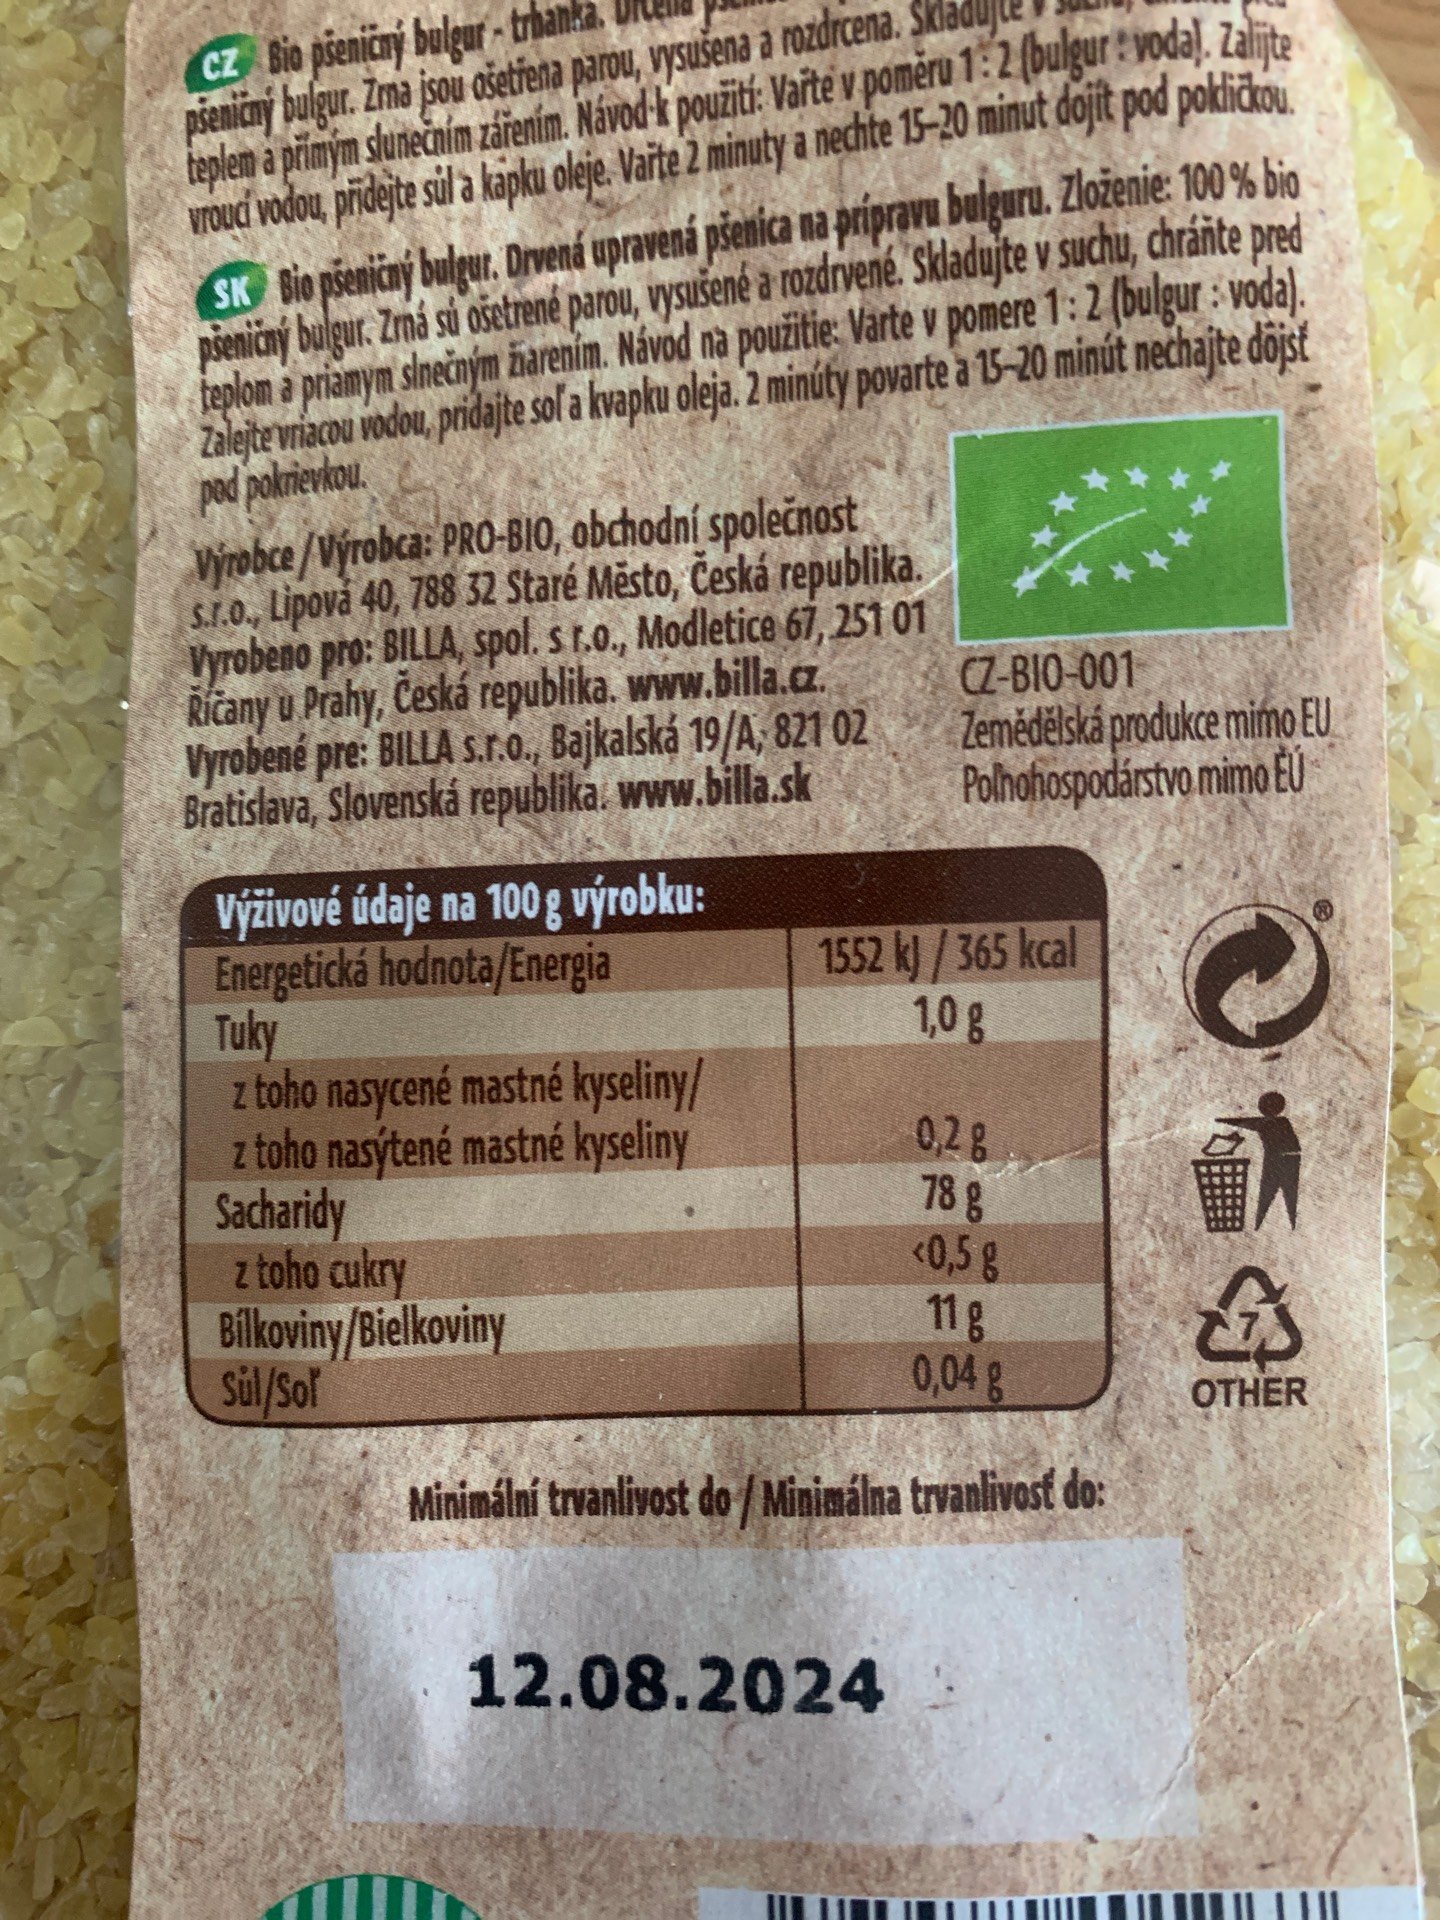 CZ Bio pšeničný bulgur - trhanka. Drcená
pšeničný bulgur. Zrna jsou ošetřena parou, vysušena a rozdrcena. Skladujte v
teplem a přímým slunečním zářením. Návod k použití: Vařte v poměru 1 : 2 (bulgur : voda). Zalijte
vroucí vodou, přidejte sůl a kapku oleje. Vařte 2 minuty a nechte 15–20 minut dojít pod pokličkou.
SK Bio pšeničný bulgur. Drvená upravená pšenica na prípravu bulguru. Zloženie: 100 % bio
pšeničný bulgur. Zrná sú ošetrené parou, vysušené a rozdrvené. Skladujte v suchu, chráňte pred
teplom a priamym slnečným žiarením. Návod na použitie: Varte v pomere 1 : 2 (bulgur : voda).
Zalejte vriacou vodou, pridajte soľ a kvapku oleja. 2 minúty povarte a 15–20 minút nechajte dôjsť
pod pokrievkou.
Výrobce / Výrobca: PRO-BIO, obchodní společnost
s.r.o., Lipová 40, 788 32 Staré Město, Česká republika.
Vyrobeno pro: BILLA, spol. s r.o., Modletice 67, 251 01
Říčany u Prahy, Česká republika. www.billa.cz.
Vyrobené pre: BILLA s.r.o., Bajkalská 19/A, 821 02
Bratislava, Slovenská republika. www.billa.sk
CZ-BIO-001
Zemědělská produkce mimo EU
Poľnohospodárstvo mimo EÚ
Výživové údaje na 100 g výrobku:
Energetická hodnota/Energia 1552 kJ / 365 kcal
Tuky 1,0 g
z toho nasycené mastné kyseliny/
z toho nasýtené mastné kyseliny 0,2 g
Sacharidy 78 g
z toho cukry <0,5 g
Bílkoviny/Bielkoviny 11 g
Sůl/Soľ 0,04 g
®
7
OTHER
Minimální trvanlivost do / Minimálna trvanlivosť do:
12.08.2024